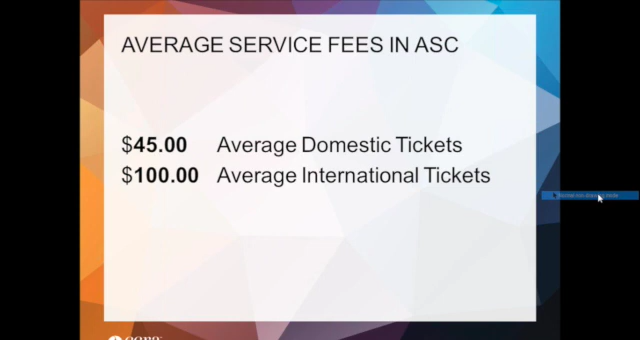 AVERAGE SERVICE FEES IN ASC
$45.00 Average Domestic Tickets
$100.00 Average International Tickets